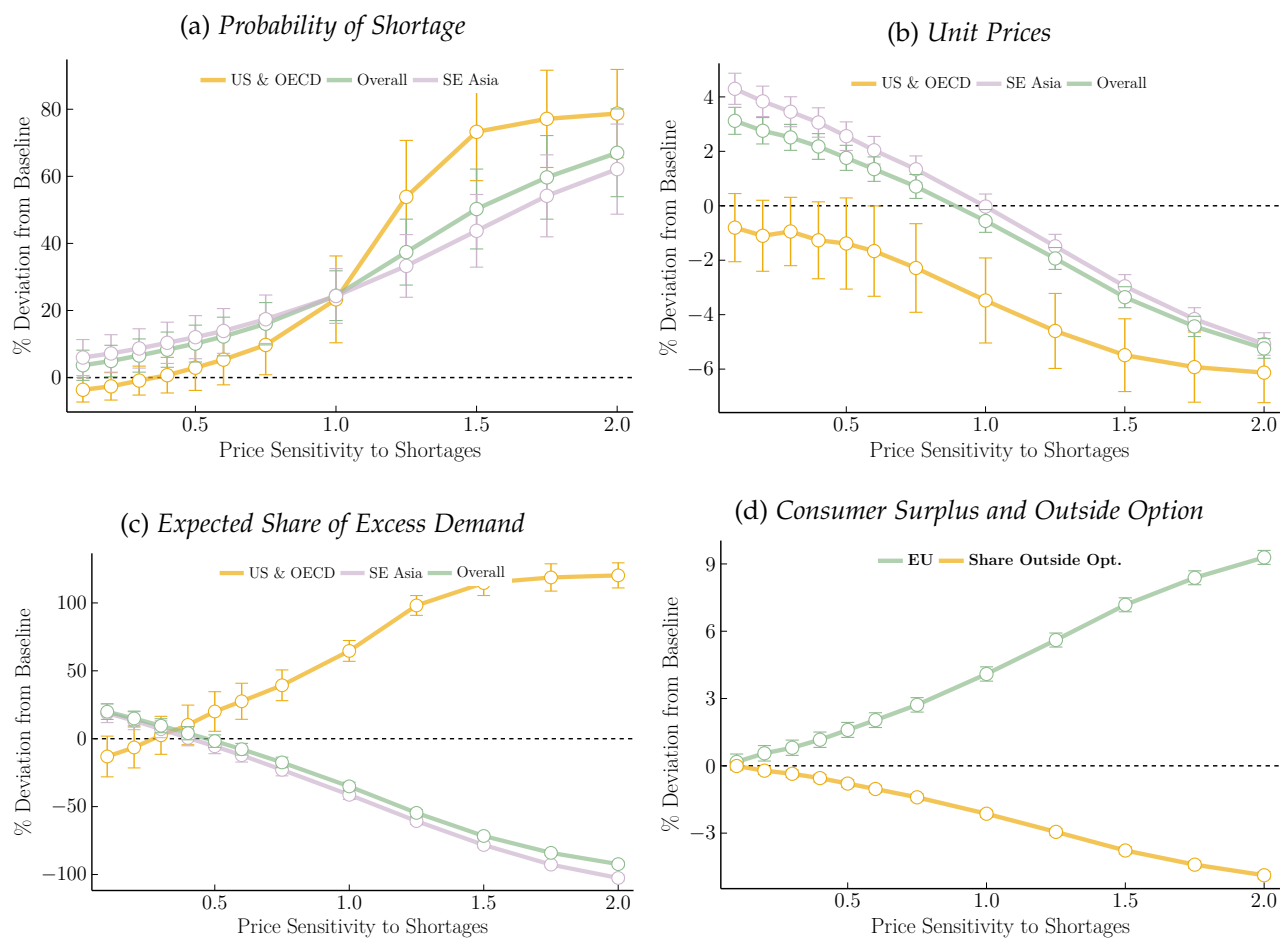 (a) Probability of Shortage
US & OECD Overall SE Asia
% Deviation from Baseline
80
60
40
20
0
0.5 1.0 1.5 2.0
Price Sensitivity to Shortages
(b) Unit Prices
US & OECD SE Asia Overall
% Deviation from Baseline
4
2
0
−2
−4
−6
0.5 1.0 1.5 2.0
Price Sensitivity to Shortages
(c) Expected Share of Excess Demand
US & OECD SE Asia Overall
% Deviation from Baseline
100
50
0
−50
−100
0.5 1.0 1.5 2.0
Price Sensitivity to Shortages
(d) Consumer Surplus and Outside Option
EU Share Outside Opt.
% Deviation from Baseline
9
6
3
0
−3
0.5 1.0 1.5 2.0
Price Sensitivity to Shortages